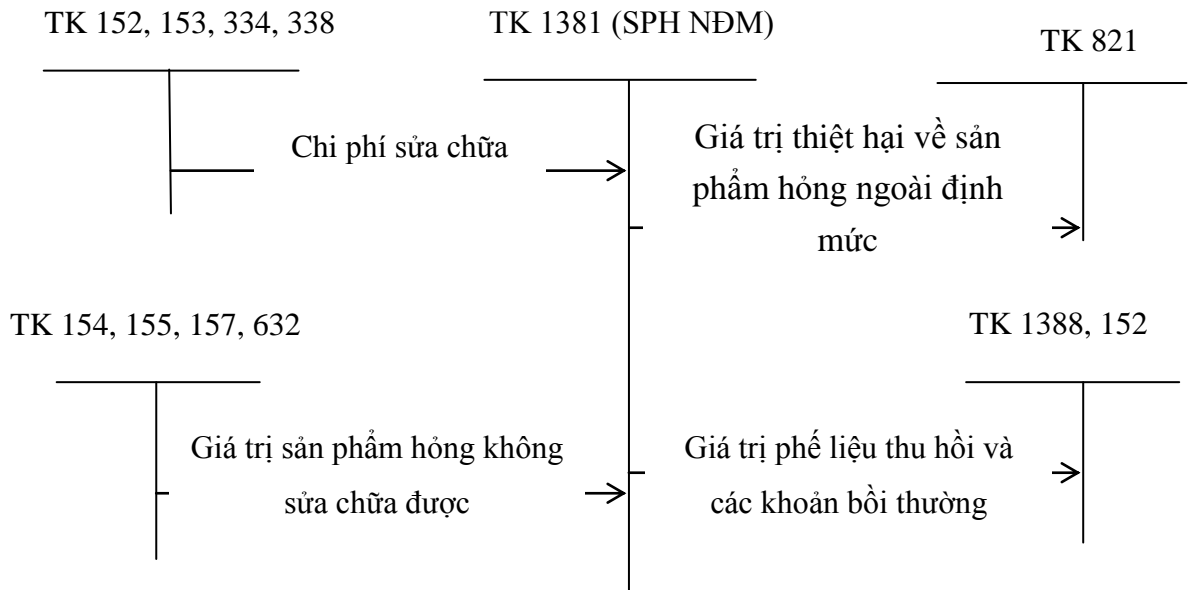 TK 152, 153, 334, 338
TK 1381 (SPH NĐM)
TK 821
Chi phí sửa chữa
Giá trị thiệt hại về sản
phẩm hỏng ngoài định
mức
TK 154, 155, 157, 632
TK 1388, 152
Giá trị sản phẩm hỏng không
sửa chữa được
Giá trị phế liệu thu hồi và
các khoản bồi thường